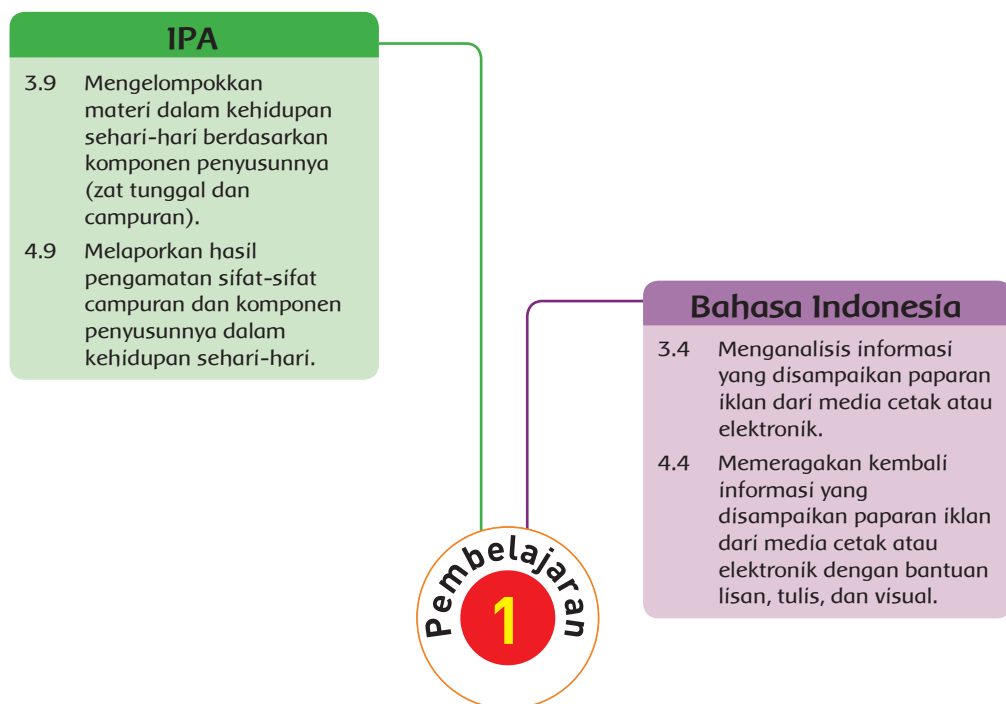 IPA
3.9 Mengelompokkan
materi dalam kehidupan
sehari-hari berdasarkan
komponen penyusunnya
(zat tunggal dan
campuran).
4.9 Melaporkan hasil
pengamatan sifat-sifat
campuran dan komponen
penyusunnya dalam
kehidupan sehari-hari.
Bahasa Indonesia
3.4 Menganalisis informasi
yang disampaikan paparan
iklan dari media cetak atau
elektronik.
4.4 Memeragakan kembali
informasi yang
disampaikan paparan iklan
dari media cetak atau
elektronik dengan bantuan
lisan, tulis, dan visual.
Pembelajaran
1